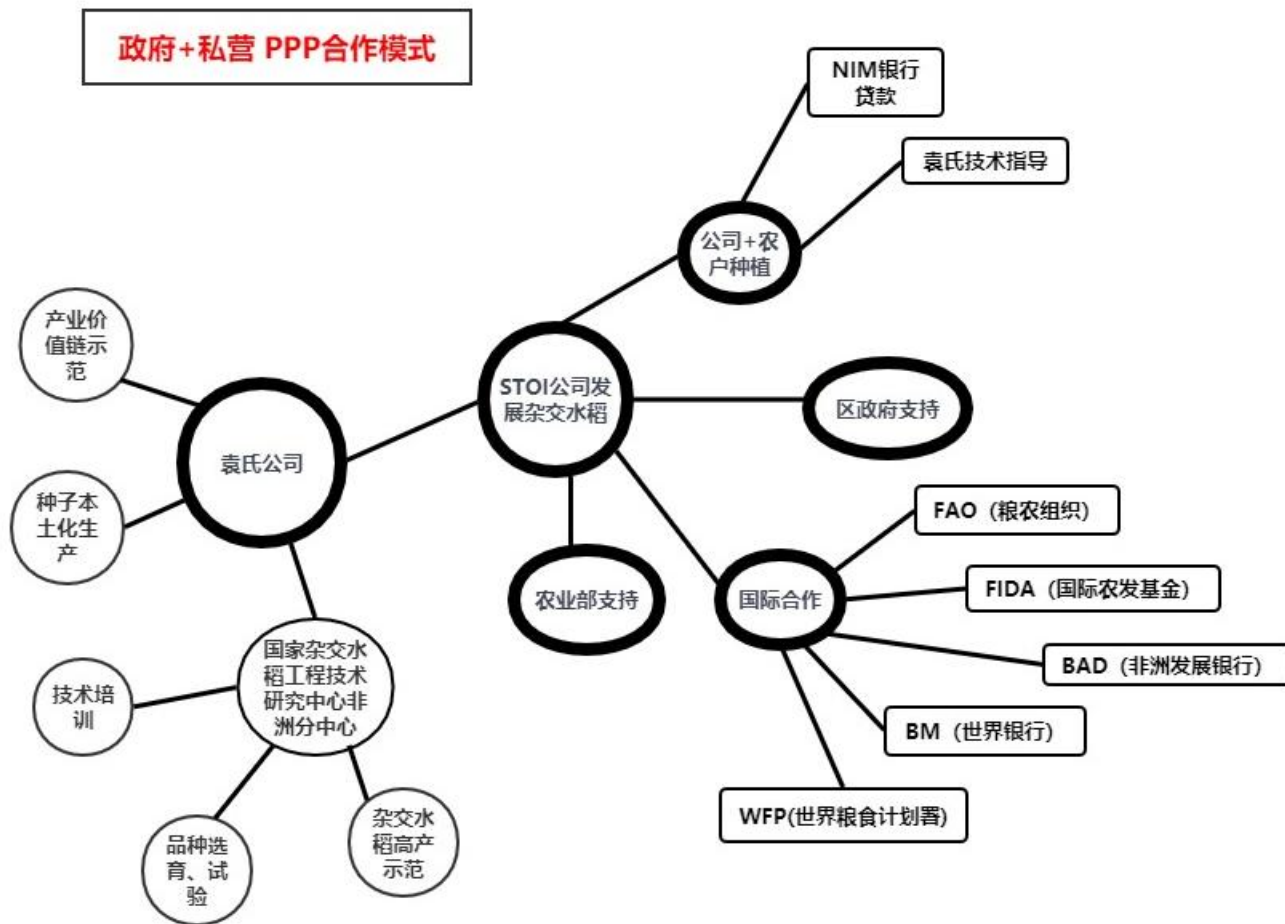 政府+私营 PPP合作模式
NIM银行
贷款
袁氏技术指导
公司+农
户种植
产业价
值链示
范
STOI公司发
展杂交水稻
区政府支持
袁氏公司
种子本
土化生
产
FAO（粮农组织）
FIDA（国际农发基金）
农业部支持
国际合作
BAD（非洲发展银行）
国家杂交水
稻工程技术
研究中心非
洲分中心
技术培
训
BM（世界银行）
WFP(世界粮食计划署)
杂交水
稻高产
示范
品种选
育、试
验